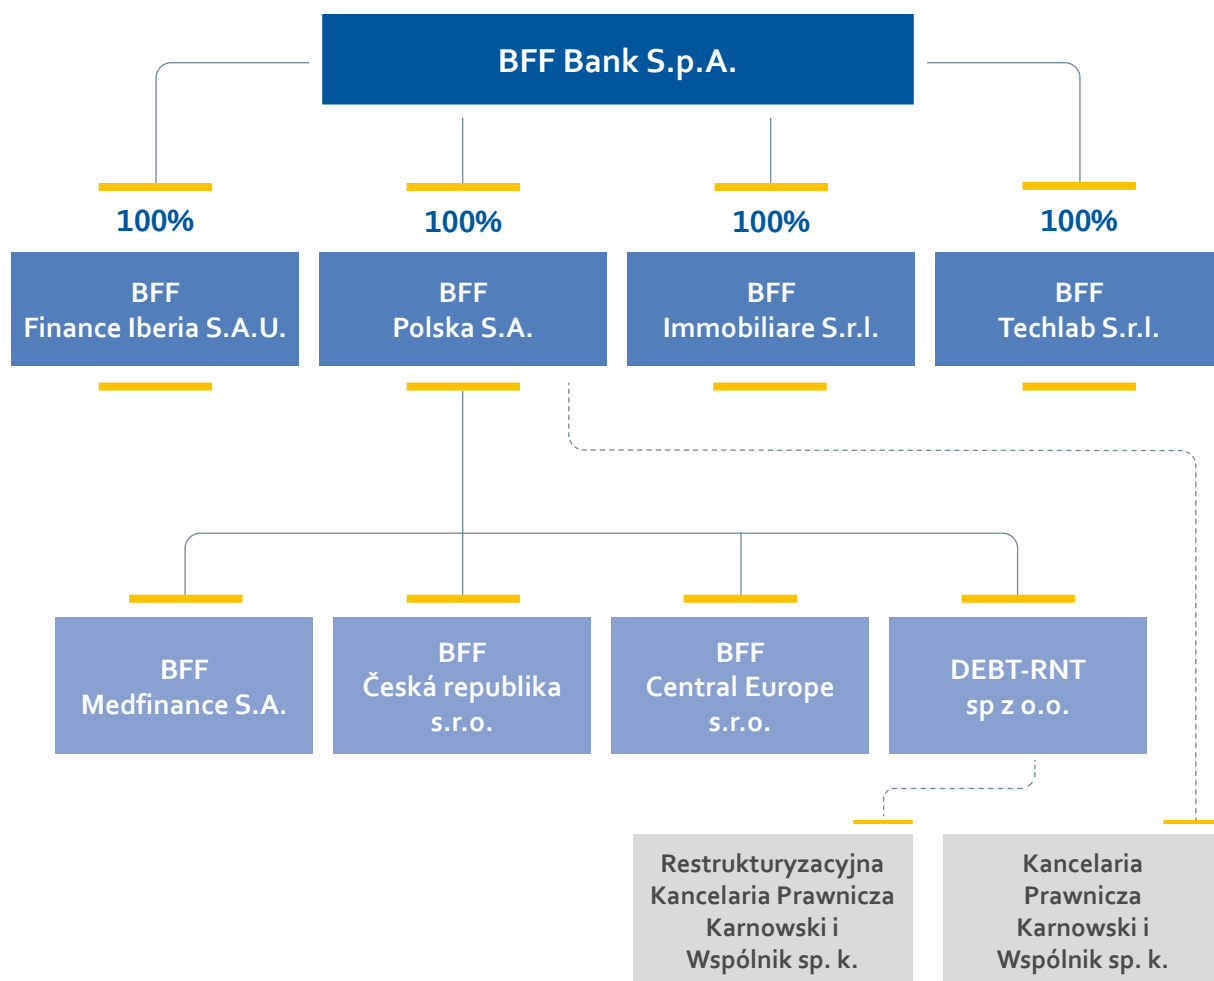 BFF Bank S.p.A.
100%
100%
100%
100%
BFF
Finance Iberia S.A.U.
BFF
Polska S.A.
BFF
Immobiliare S.r.l.
BFF
Techlab S.r.l.
BFF
Medfinance S.A.
BFF
Česká republika
s.r.o.
BFF
Central Europe
s.r.o.
DEBT-RNT
sp z o.o.
Restrukturyzacyjna
Kancelaria Prawnicza
Karnowski i
Wspólnik sp. k.
Kancelaria
Prawnicza
Karnowski i
Wspólnik sp. k.